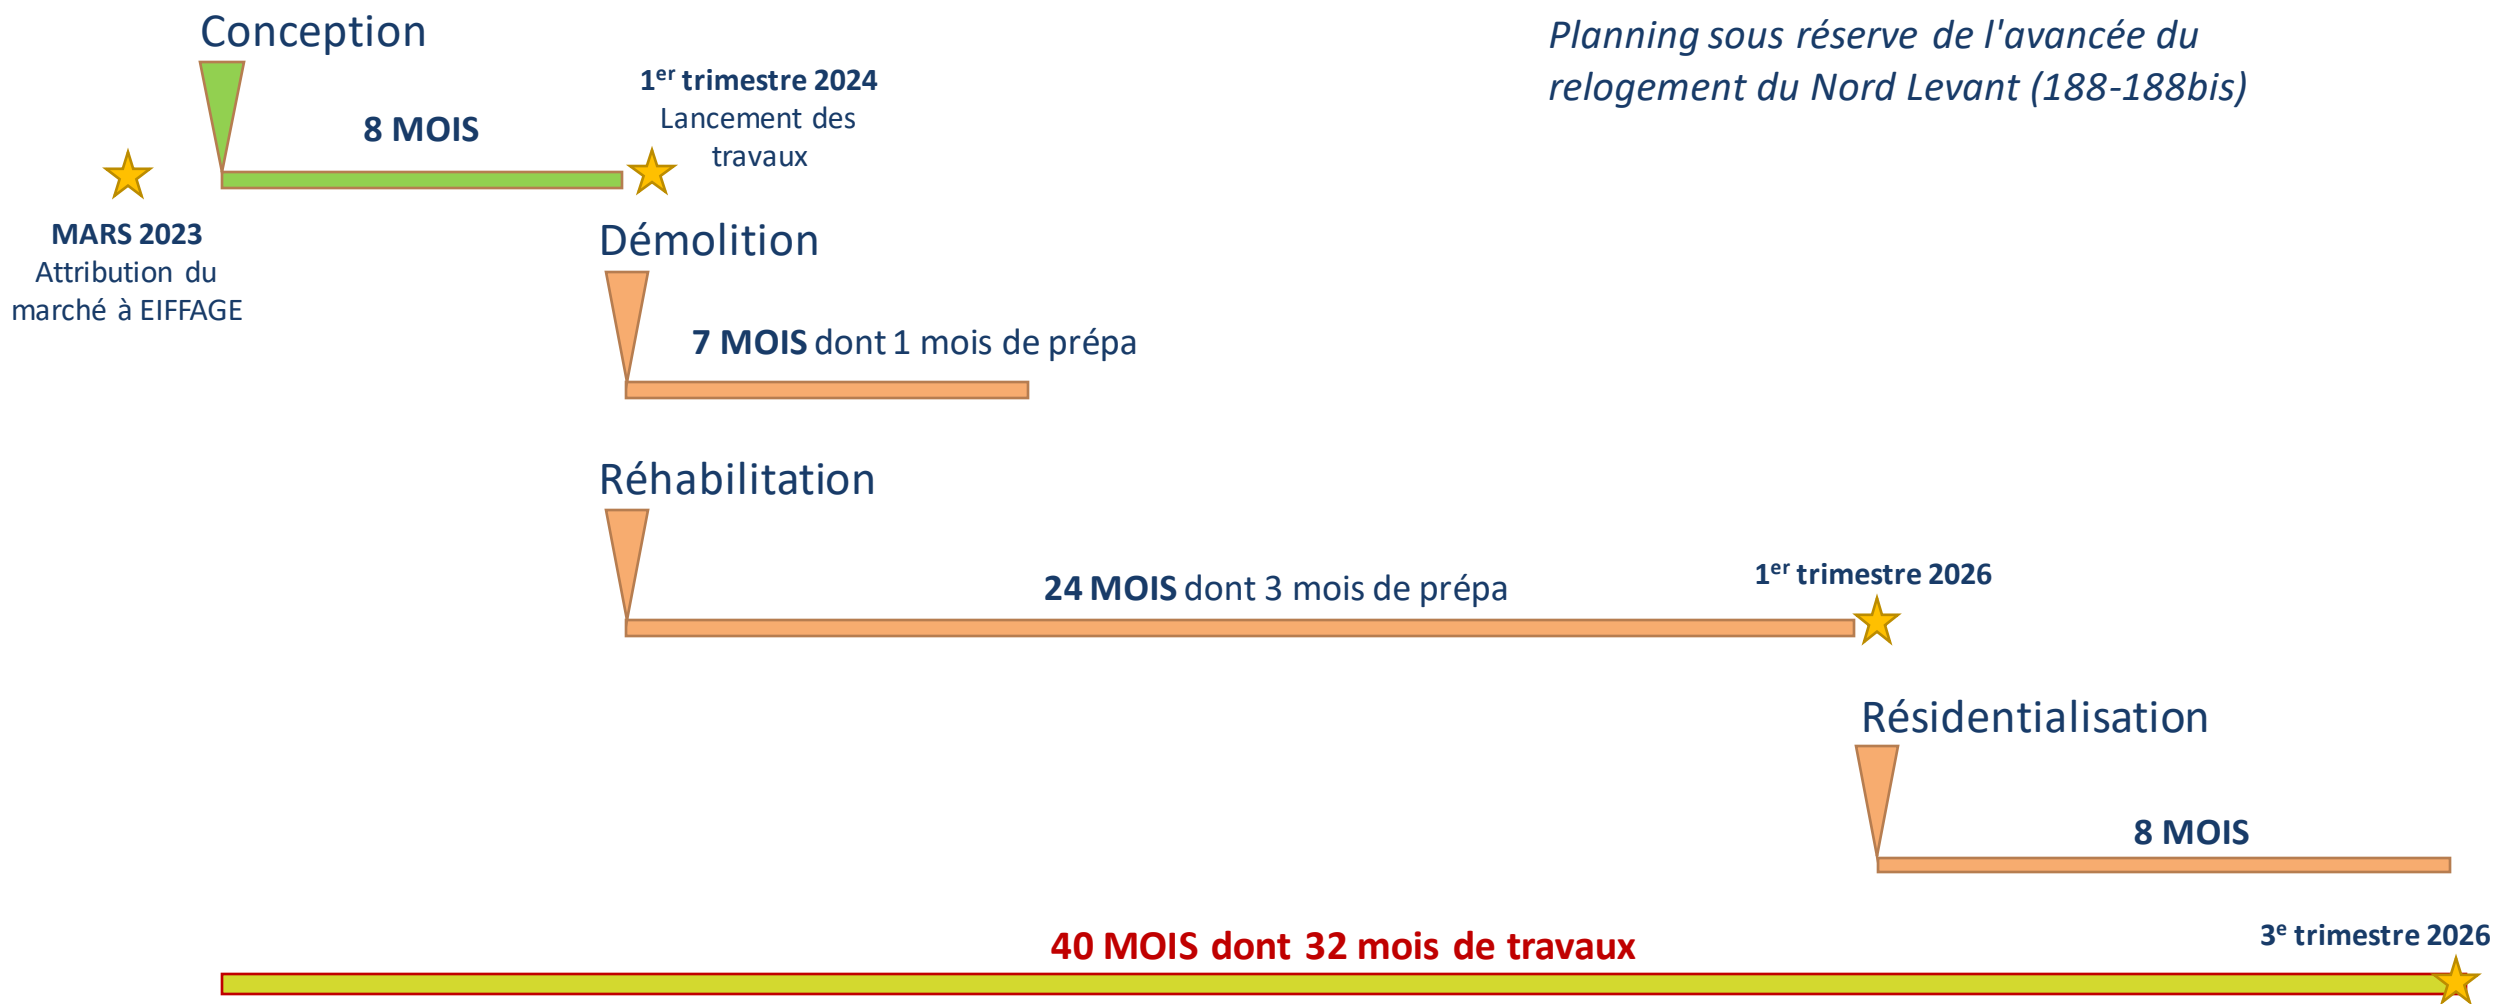 Conception
Planning sous réserve de l'avancée du
relogement du Nord Levant (188-188bis)
1er trimestre 2024
Lancement des
travaux
8 MOIS
MARS 2023
Attribution du
marché à EIFFAGE
Démolition
7 MOIS dont 1 mois de prépa
Réhabilitation
24 MOIS dont 3 mois de prépa
1er trimestre 2026
Résidentialisation
8 MOIS
40 MOIS dont 32 mois de travaux
3e trimestre 2026